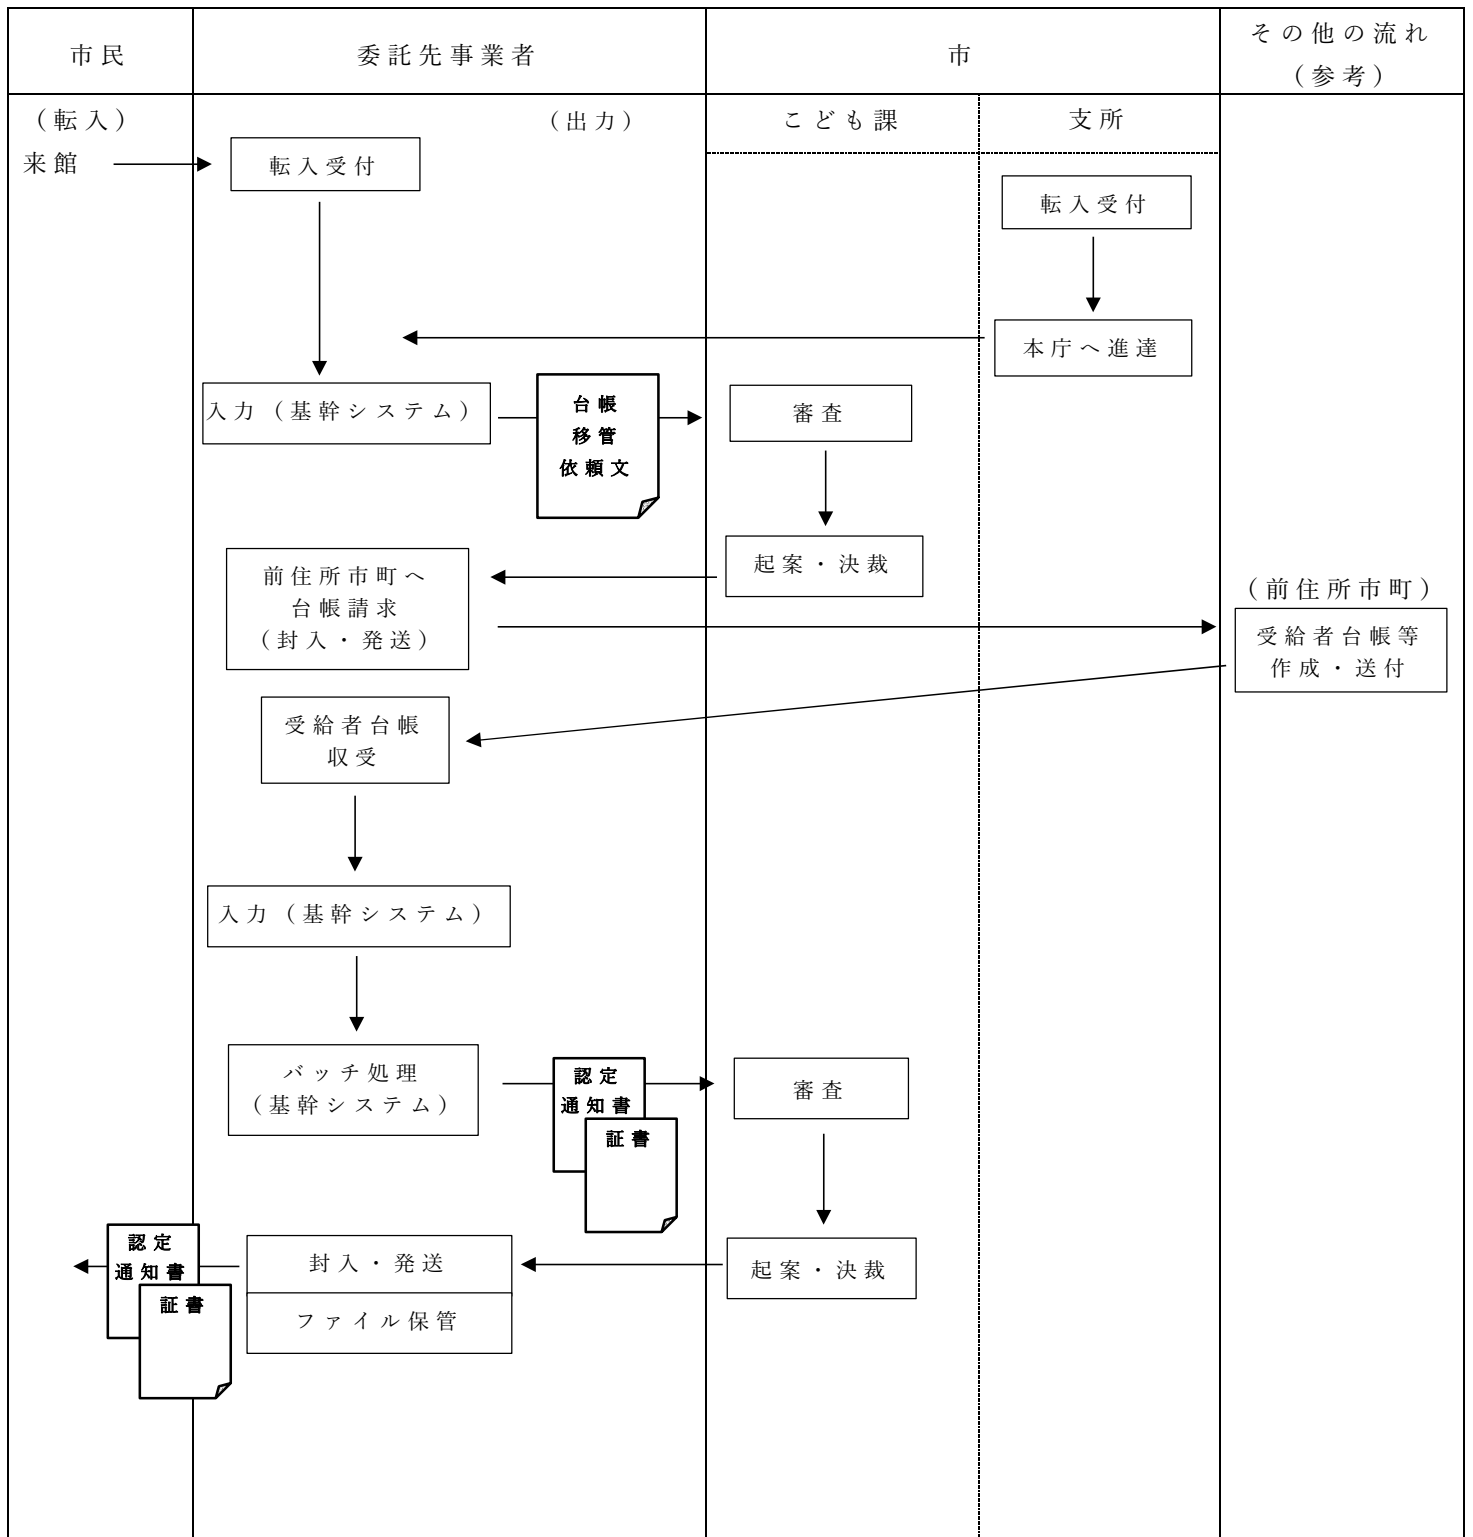 市民
委託先事業者
市
その他の流れ
（参考）
（転入）
来館
（出力）
こども課
支所
転入受付
転入受付
本庁へ進達
入力（基幹システム）
台帳
移管
依頼文
審査
起案・決裁
前住所市町へ
台帳請求
（封入・発送）
（前住所市町）
受給者台帳等
作成・送付
受給者台帳
収受
入力（基幹システム）
バッチ処理
（基幹システム）
認定
通知書
証書
審査
起案・決裁
封入・発送
ファイル保管
認定
通知書
証書